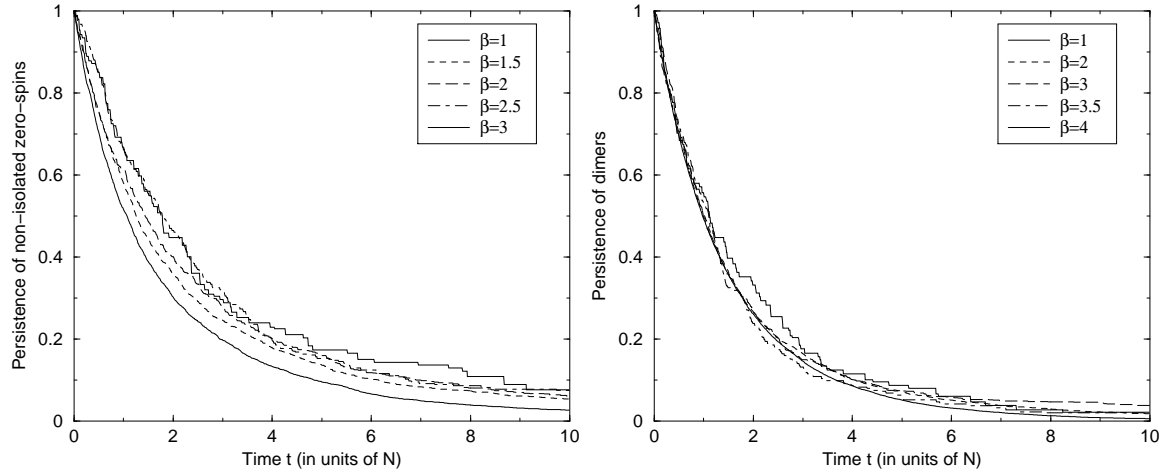 Persistence of non−isolated zero−spins
1
0.8
0.6
0.4
0.2
0
0 2 4 6 8 10
Time t (in units of N)
β=1
β=1.5
β=2
β=2.5
β=3
Persistence of dimers
1
0.8
0.6
0.4
0.2
0
0 2 4 6 8 10
Time t (in units of N)
β=1
β=2
β=3
β=3.5
β=4